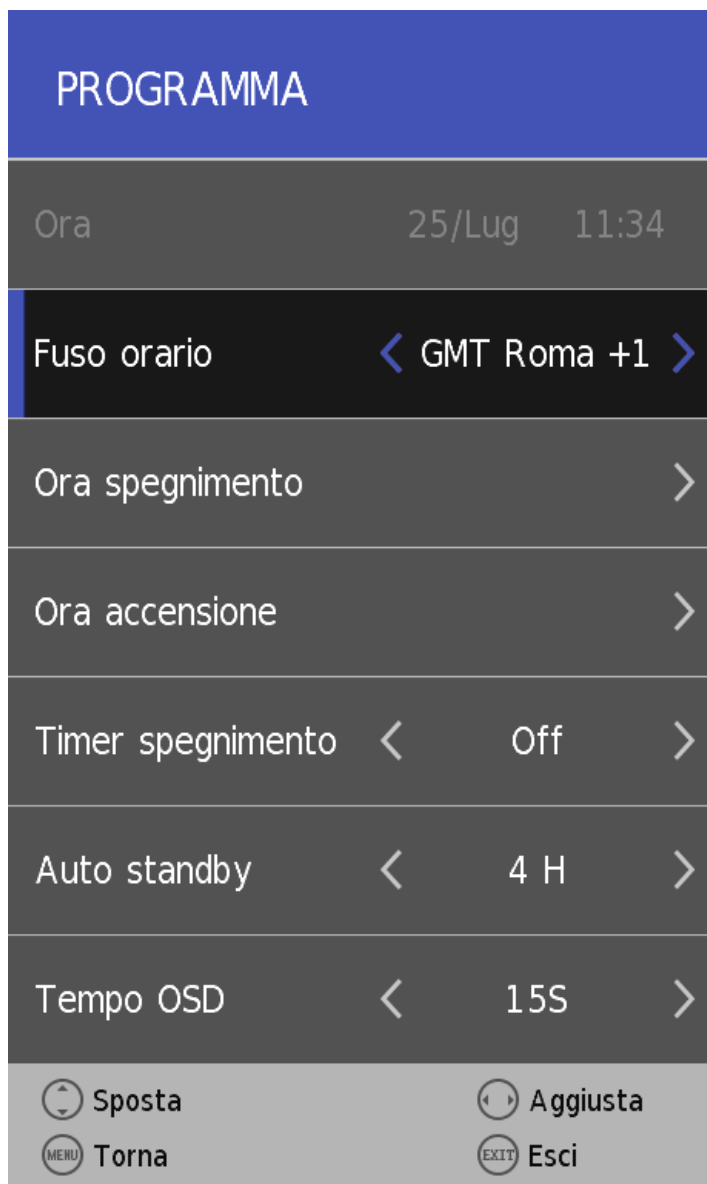 PROGRAMMA
Ora 25/Lug 11:34
Fuso orario GMT Roma +1
Ora spegnimento
Ora accensione
Timer spegnimento Off
Auto standby 4 H
Tempo OSD 15S
Sposta Aggiusta
MENU Torna EXIT Esci